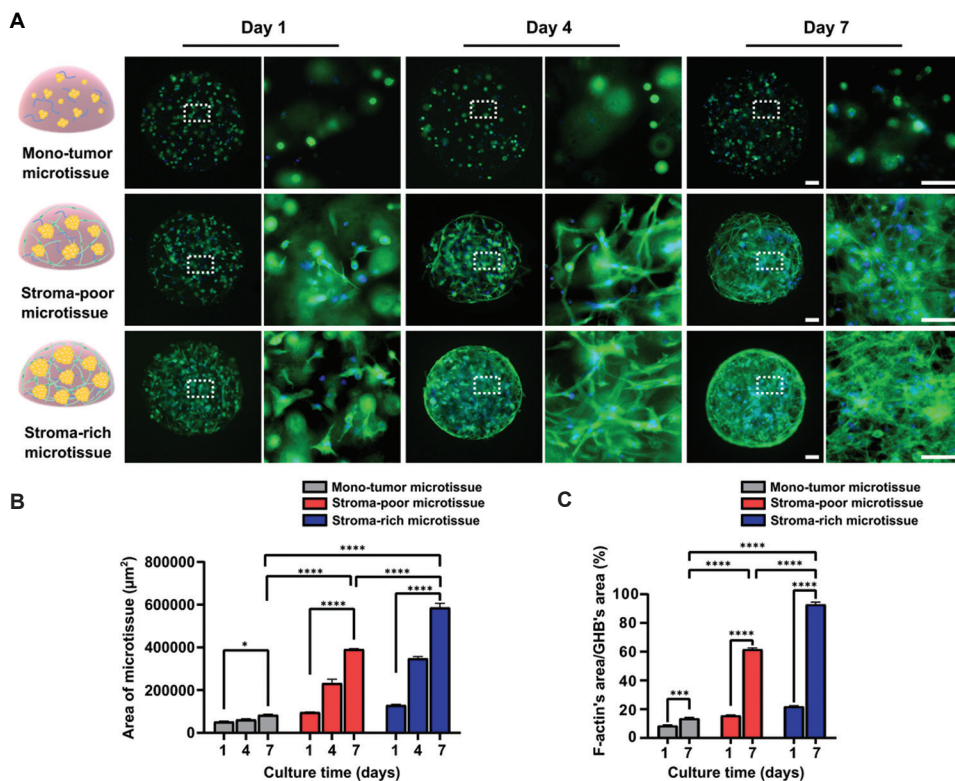 A
Day 1
Day 4
Day 7
Mono-tumor
microtissue
Stroma-poor
microtissue
Stroma-rich
microtissue
B
Mono-tumor microtissue
Stroma-poor microtissue
Stroma-rich microtissue
Area of microtissue (μm²)
800000
600000
400000
200000
0
*
****
****
****
****
****
1 4 7 1 4 7 1 4 7
Culture time (days)
C
Mono-tumor microtissue
Stroma-poor microtissue
Stroma-rich microtissue
F-actin's area/GHB's area (%)
100
80
60
40
20
0
***
****
****
****
****
****
1 7 1 7 1 7
Culture time (days)